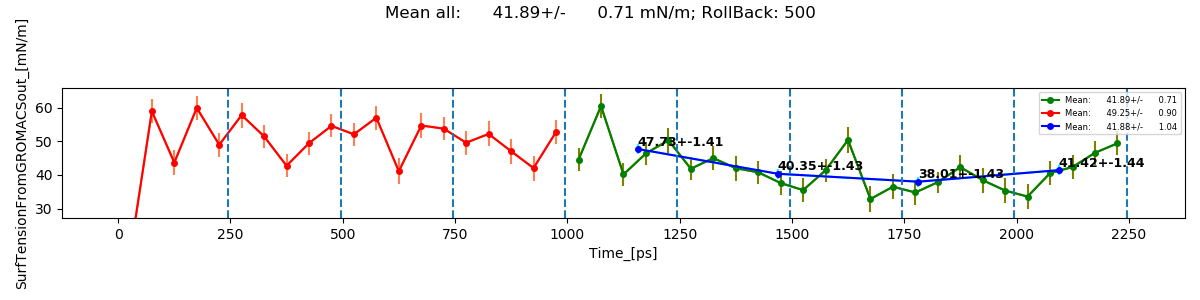 Mean all: 41.89+/- 0.71 mN/m; RollBack: 500
SurfTensionFromGROMACSout_[mN/m]
60
50
40
30
Mean: 41.89+/- 0.71
Mean: 49.25+/- 0.90
Mean: 41.88+/- 1.04
47.73+-1.41
40.35+-1.43
38.01+-1.43
41.42+-1.44
0 250 500 750 1000 1250 1500 1750 2000 2250
Time_[ps]